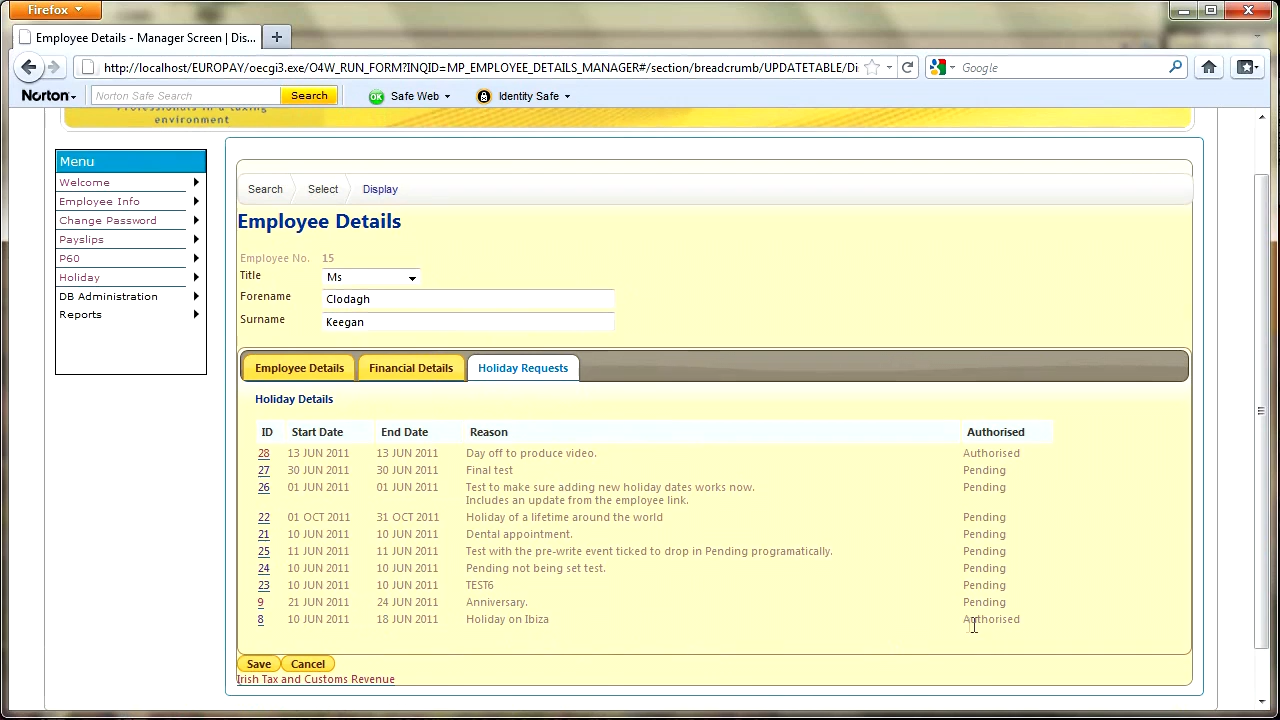 Firefox
Employee Details - Manager Screen | Dis...
http://localhost/EUROPAY/oecgi3.exe/O4W_RUN_FORM?INQID=MP_EMPLOYEE_DETAILS_MANAGER#/section/breadcrumb/UPDATETABLE/Di
Google
Norton
Norton Safe Search
Search
OK
Safe Web
Identity Safe
Professionals in a taxing
environment
Menu
Welcome
Employee Info
Change Password
Payslips
P60
Holiday
DB Administration
Reports
Search
Select
Display
Employee Details
Employee No. 15
Title Ms
Forename Clodagh
Surname Keegan
Employee Details Financial Details Holiday Requests
Holiday Details
ID Start Date End Date Reason Authorised
28 13 JUN 2011 13 JUN 2011 Day off to produce video. Authorised
27 30 JUN 2011 30 JUN 2011 Final test Pending
26 01 JUN 2011 01 JUN 2011 Test to make sure adding new holiday dates works now. Pending
Includes an update from the employee link.
22 01 OCT 2011 31 OCT 2011 Holiday of a lifetime around the world Pending
21 10 JUN 2011 10 JUN 2011 Dental appointment. Pending
25 11 JUN 2011 11 JUN 2011 Test with the pre-write event ticked to drop in Pending programatically. Pending
24 10 JUN 2011 10 JUN 2011 Pending not being set test. Pending
23 10 JUN 2011 10 JUN 2011 TEST6 Pending
9 21 JUN 2011 24 JUN 2011 Anniversary. Pending
8 10 JUN 2011 18 JUN 2011 Holiday on Ibiza Authorised
Save Cancel
Irish Tax and Customs Revenue